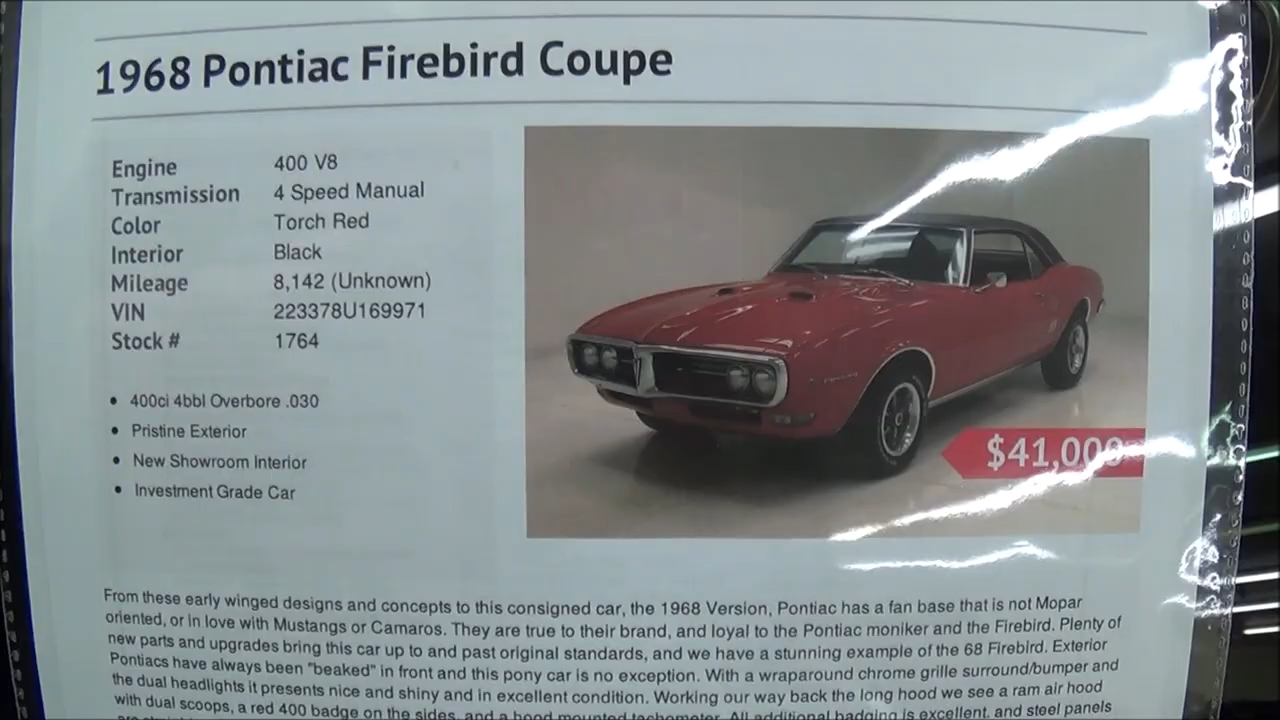 1968 Pontiac Firebird Coupe
Engine 400 V8
Transmission 4 Speed Manual
Color Torch Red
Interior Black
Mileage 8,142 (Unknown)
VIN 223378U169971
Stock # 1764
• 400ci 4bbl Overbore .030
• Pristine Exterior
• New Showroom Interior
• Investment Grade Car
$41,000
From these early winged designs and concepts to this consigned car, the 1968 Version, Pontiac has a fan base that is not Mopar
oriented, or in love with Mustangs or Camaros. They are true to their brand, and loyal to the Pontiac moniker and the Firebird. Plenty of
new parts and upgrades bring this car up to and past original standards, and we have a stunning example of the 68 Firebird. Exterior
Pontiacs have always been "beaked" in front and this pony car is no exception. With a wraparound chrome grille surround/bumper and
the dual headlights it presents nice and shiny and in excellent condition. Working our way back the long hood we see a ram air hood
with dual scoops, a red 400 badge on the sides, and a hood mounted tachometer. All additional badging is excellent, and steel panels